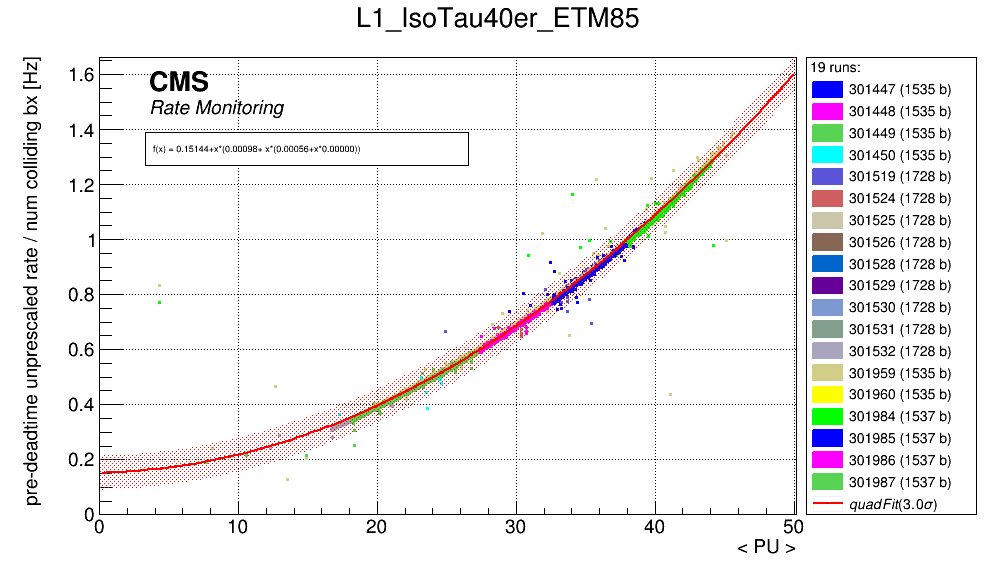 L1_IsoTau40er_ETM85
pre-deadtime unprescaled rate / num colliding bx [Hz]
CMS
Rate Monitoring
f(x) = 0.15144+x*(0.00098+ x*(0.00056+x*0.00000))
1.6
1.4
1.2
1
0.8
0.6
0.4
0.2
0
0 10 20 30 40 50
< PU >
19 runs:
301447 (1535 b)
301448 (1535 b)
301449 (1535 b)
301450 (1535 b)
301519 (1728 b)
301524 (1728 b)
301525 (1728 b)
301526 (1728 b)
301528 (1728 b)
301529 (1728 b)
301530 (1728 b)
301531 (1728 b)
301532 (1728 b)
301959 (1535 b)
301960 (1535 b)
301984 (1537 b)
301985 (1537 b)
301986 (1537 b)
301987 (1537 b)
quadFit(3.0σ)